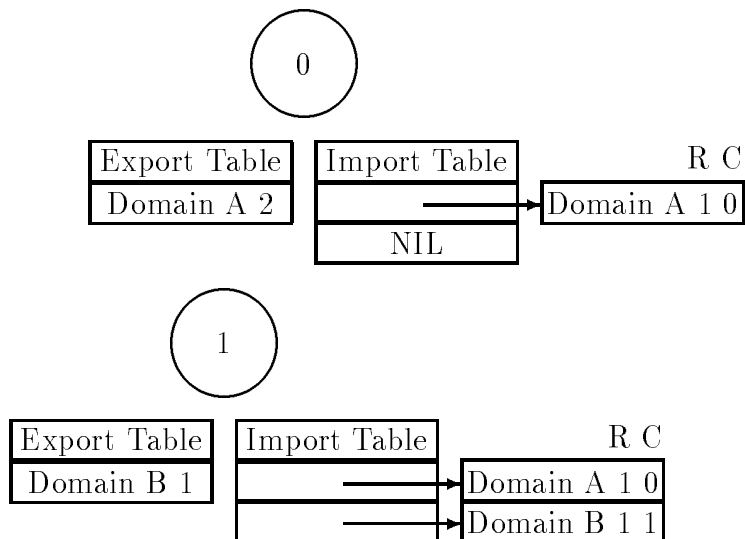 0
Export Table Import Table R C
Domain A 2 Domain A 1 0
NIL
1
Export Table Import Table R C
Domain B 1 Domain A 1 0
Domain B 1 1